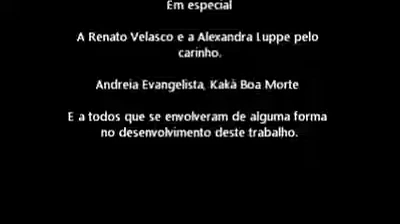 Em especial
A Renato Velasco e a Alexandra Luppe pelo
carinho.
Andreia Evangelista, Kakà Boa Morte
E a todos que se envolveram de alguma forma
no desenvolvimento deste trabalho.